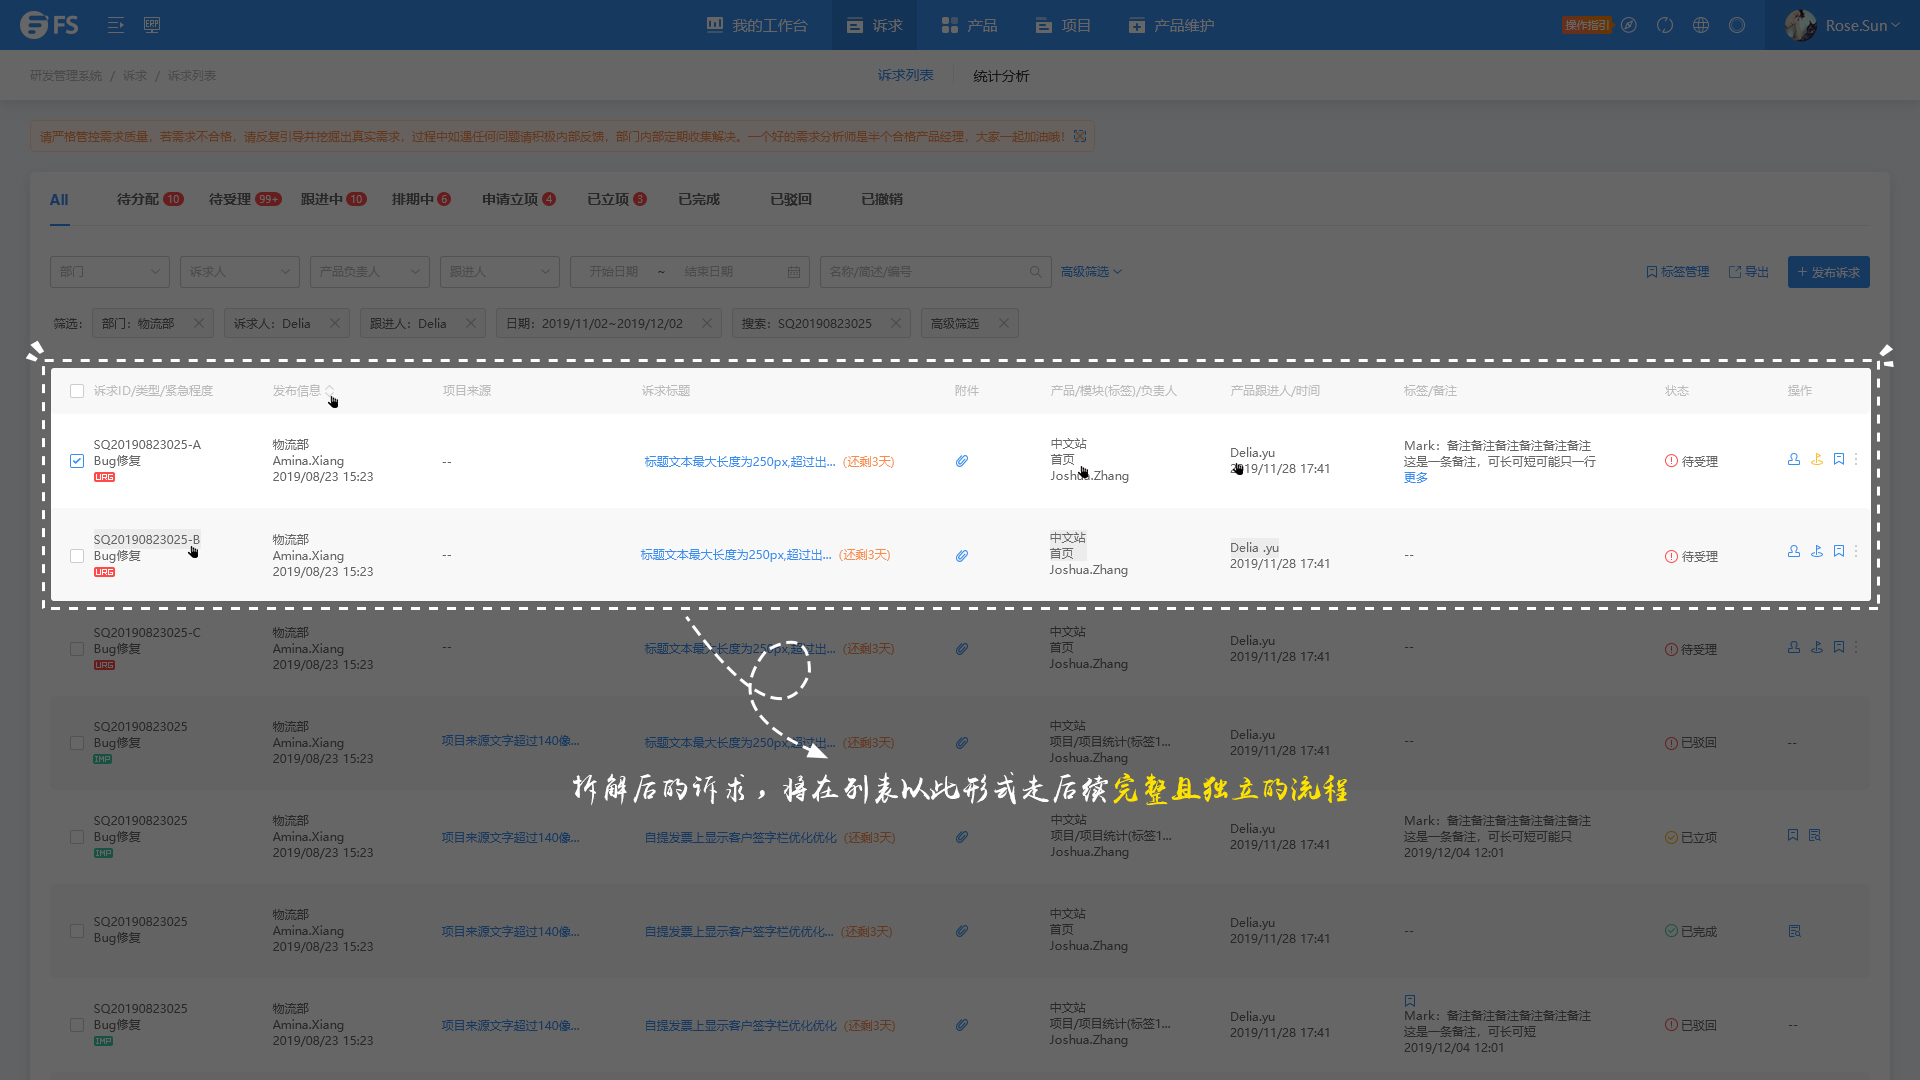 FS
ERP
我的工作台
诉求
产品
项目
产品维护
操作指引
Rose.Sun
研发管理系统 / 诉求 / 诉求列表
诉求列表
统计分析
请严格管控需求质量，若需求不合格，请反复引导并挖掘出真实需求，过程中如遇任何问题请积极内部反馈，部门内部定期收集解决。一个好的需求分析师是半个合格产品经理，大家一起加油哦！
All
待分配 10
待受理 99+
跟进中 10
排期中 6
申请立项 4
已立项 3
已完成
已驳回
已撤销
部门
诉求人
产品负责人
跟进人
开始日期 ~ 结束日期
名称/简述/编号
高级筛选
标签管理
导出
+ 发布诉求
筛选：
部门：物流部
诉求人：Delia
跟进人：Delia
日期：2019/11/02~2019/12/02
搜索：SQ20190823025
高级筛选
诉求ID/类型/紧急程度
发布信息
项目来源
诉求标题
附件
产品/模块(标签)/负责人
产品跟进人/时间
标签/备注
状态
操作
SQ20190823025-A
Bug修复
URG
物流部
Amina.Xiang
2019/08/23 15:23
--
标题文本最大长度为250px,超过出... (还剩3天)
中文站
首页
Joshua.Zhang
Delia.yu
2019/11/28 17:41
Mark：备注备注备注备注备注备注
这是一条备注，可长可短可能只一行
更多
待受理
SQ20190823025-B
Bug修复
URG
物流部
Amina.Xiang
2019/08/23 15:23
--
标题文本最大长度为250px,超过出... (还剩3天)
中文站
首页
Joshua.Zhang
Delia .yu
2019/11/28 17:41
--
待受理
SQ20190823025-C
Bug修复
URG
物流部
Amina.Xiang
2019/08/23 15:23
--
标题文本最大长度为250px,超过出... (还剩3天)
中文站
首页
Joshua.Zhang
Delia.yu
2019/11/28 17:41
--
待受理
SQ20190823025
Bug修复
IMP
物流部
Amina.Xiang
2019/08/23 15:23
项目来源文字超过140像...
标题文本最大长度为250px,超过出... (还剩3天)
中文站
项目/项目统计(标签1...
Joshua.Zhang
Delia.yu
2019/11/28 17:41
--
已驳回
--
拆解后的诉求，将在列表以此形式走后续完整且独立的流程
SQ20190823025
Bug修复
IMP
物流部
Amina.Xiang
2019/08/23 15:23
项目来源文字超过140像...
自提发票上显示客户签字栏优化优化 (还剩3天)
中文站
项目/项目统计(标签1...
Joshua.Zhang
Delia.yu
2019/11/28 17:41
Mark：备注备注备注备注备注备注
这是一条备注，可长可短可能只
2019/12/04 12:01
已立项
SQ20190823025
Bug修复
物流部
Amina.Xiang
2019/08/23 15:23
项目来源文字超过140像...
自提发票上显示客户签字栏优优化... (还剩3天)
中文站
首页
Joshua.Zhang
Delia.yu
2019/11/28 17:41
--
已完成
SQ20190823025
Bug修复
IMP
物流部
Amina.Xiang
2019/08/23 15:23
项目来源文字超过140像...
自提发票上显示客户签字栏优化优化 (还剩3天)
中文站
项目/项目统计(标签1...
Joshua.Zhang
Delia.yu
2019/11/28 17:41
Mark：备注备注备注备注备注备注
这是一条备注，可长可短
2019/12/04 12:01
已驳回
--